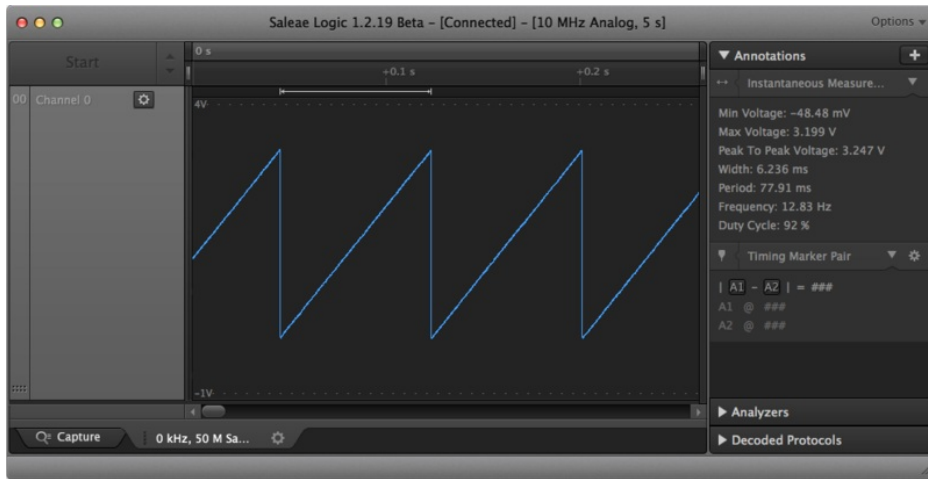 Saleae Logic 1.2.19 Beta – [Connected] – [10 MHz Analog, 5 s]
Options
Start
0 s
+0.1 s
+0.2 s
00 Channel 0
4V
-1V
Annotations
Instantaneous Measure...
Min Voltage: -48.48 mV
Max Voltage: 3.199 V
Peak To Peak Voltage: 3.247 V
Width: 6.236 ms
Period: 77.91 ms
Frequency: 12.83 Hz
Duty Cycle: 92 %
Timing Marker Pair
| A1 - A2 | = ###
A1 @ ###
A2 @ ###
Analyzers
Decoded Protocols
Capture
0 kHz, 50 M Sa...